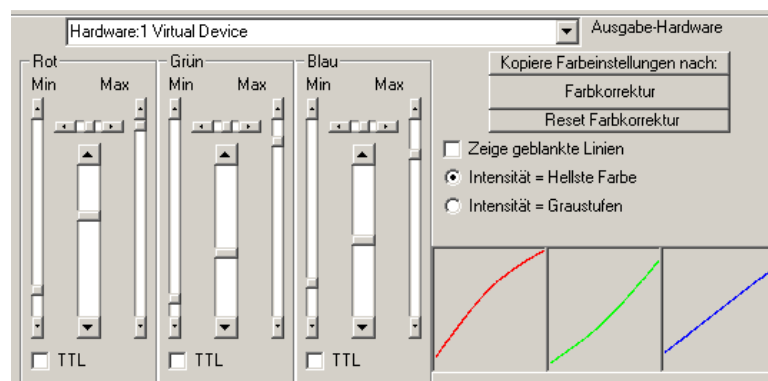 Hardware:1 Virtual Device
Ausgabe-Hardware
Rot
Min Max
TTL
Grün
Min Max
TTL
Blau
Min Max
TTL
Kopiere Farbeinstellungen nach:
Farbkorrektur
Reset Farbkorrektur
Zeige geblankte Linien
Intensität = Hellste Farbe
Intensität = Graustufen